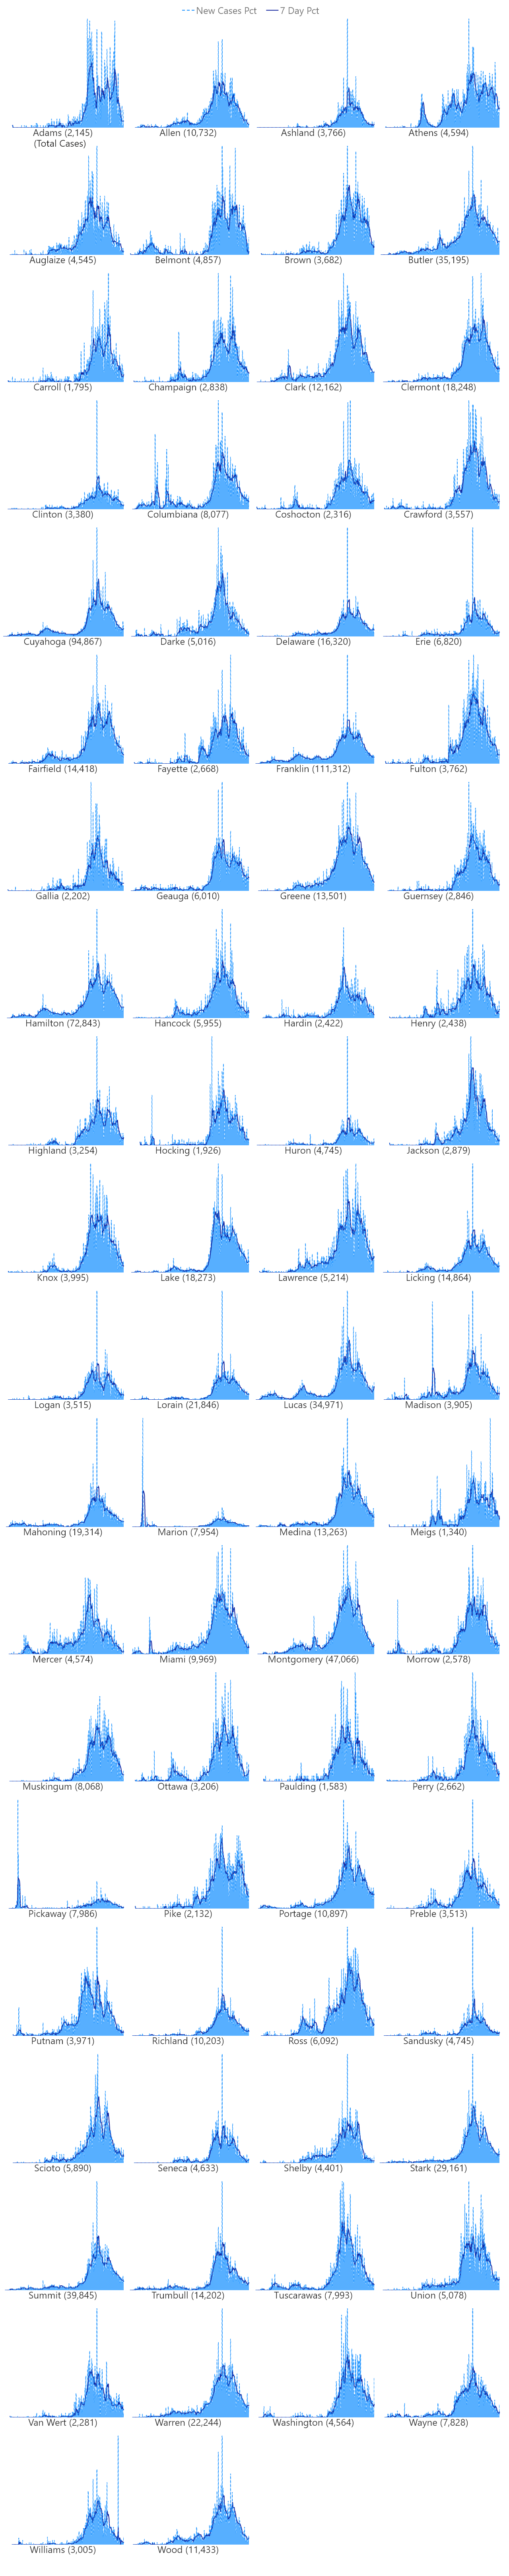 New Cases Pct 7 Day Pct
Adams (2,145) Allen (10,732) Ashland (3,766) Athens (4,594)
(Total Cases)
Auglaize (4,545) Belmont (4,857) Brown (3,682) Butler (35,195)
Carroll (1,795) Champaign (2,838) Clark (12,162) Clermont (18,248)
Clinton (3,380) Columbiana (8,077) Coshocton (2,316) Crawford (3,557)
Cuyahoga (94,867) Darke (5,016) Delaware (16,320) Erie (6,820)
Fairfield (14,418) Fayette (2,668) Franklin (111,312) Fulton (3,762)
Gallia (2,202) Geauga (6,010) Greene (13,501) Guernsey (2,846)
Hamilton (72,843) Hancock (5,955) Hardin (2,422) Henry (2,438)
Highland (3,254) Hocking (1,926) Huron (4,745) Jackson (2,879)
Knox (3,995) Lake (18,273) Lawrence (5,214) Licking (14,864)
Logan (3,515) Lorain (21,846) Lucas (34,971) Madison (3,905)
Mahoning (19,314) Marion (7,954) Medina (13,263) Meigs (1,340)
Mercer (4,574) Miami (9,969) Montgomery (47,066) Morrow (2,578)
Muskingum (8,068) Ottawa (3,206) Paulding (1,583) Perry (2,662)
Pickaway (7,986) Pike (2,132) Portage (10,897) Preble (3,513)
Putnam (3,971) Richland (10,203) Ross (6,092) Sandusky (4,745)
Scioto (5,890) Seneca (4,633) Shelby (4,401) Stark (29,161)
Summit (39,845) Trumbull (14,202) Tuscarawas (7,993) Union (5,078)
Van Wert (2,281) Warren (22,244) Washington (4,564) Wayne (7,828)
Williams (3,005) Wood (11,433)